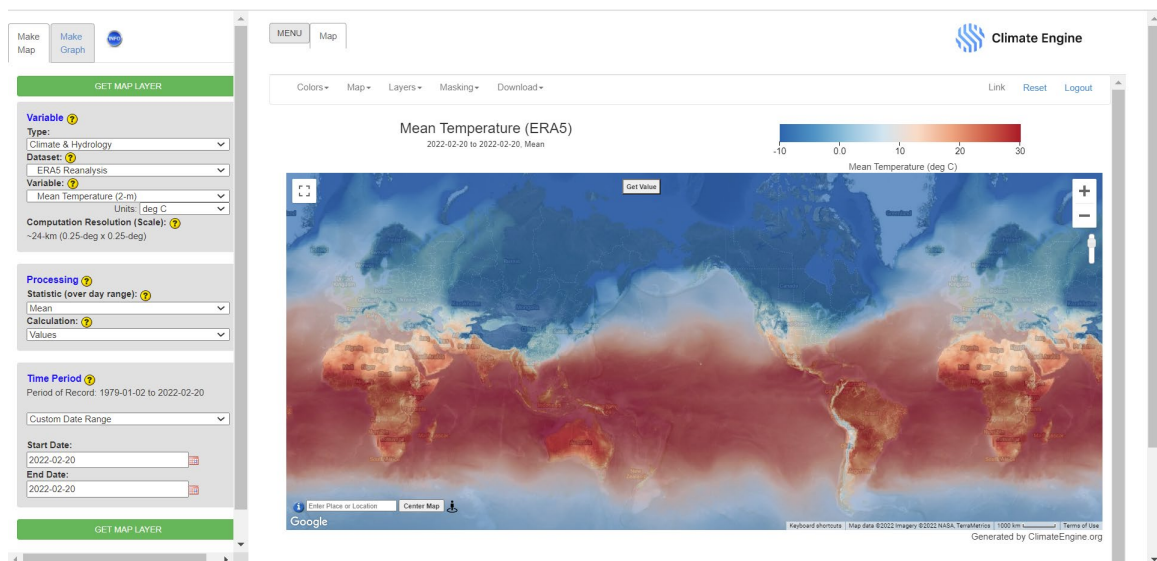 Make Map
Make Graph
INFO
GET MAP LAYER
Variable ?
Type:
Climate & Hydrology
Dataset: ?
ERA5 Reanalysis
Variable: ?
Mean Temperature (2-m)
Units: deg C
Computation Resolution (Scale): ?
~24-km (0.25-deg x 0.25-deg)
Processing ?
Statistic (over day range): ?
Mean
Calculation: ?
Values
Time Period ?
Period of Record: 1979-01-02 to 2022-02-20
Custom Date Range
Start Date:
2022-02-20
End Date:
2022-02-20
GET MAP LAYER
MENU Map
Climate Engine
Colors Map Layers Masking Download Link Reset Logout
Mean Temperature (ERA5)
2022-02-20 to 2022-02-20, Mean
-10 0.0 10 20 30
Mean Temperature (deg C)
Get Value
+
−
Enter Place or Location Center Map
Google
Keyboard shortcuts Map data ©2022 Imagery ©2022 NASA, TerraMetrics 1000 km Terms of Use
Generated by ClimateEngine.org